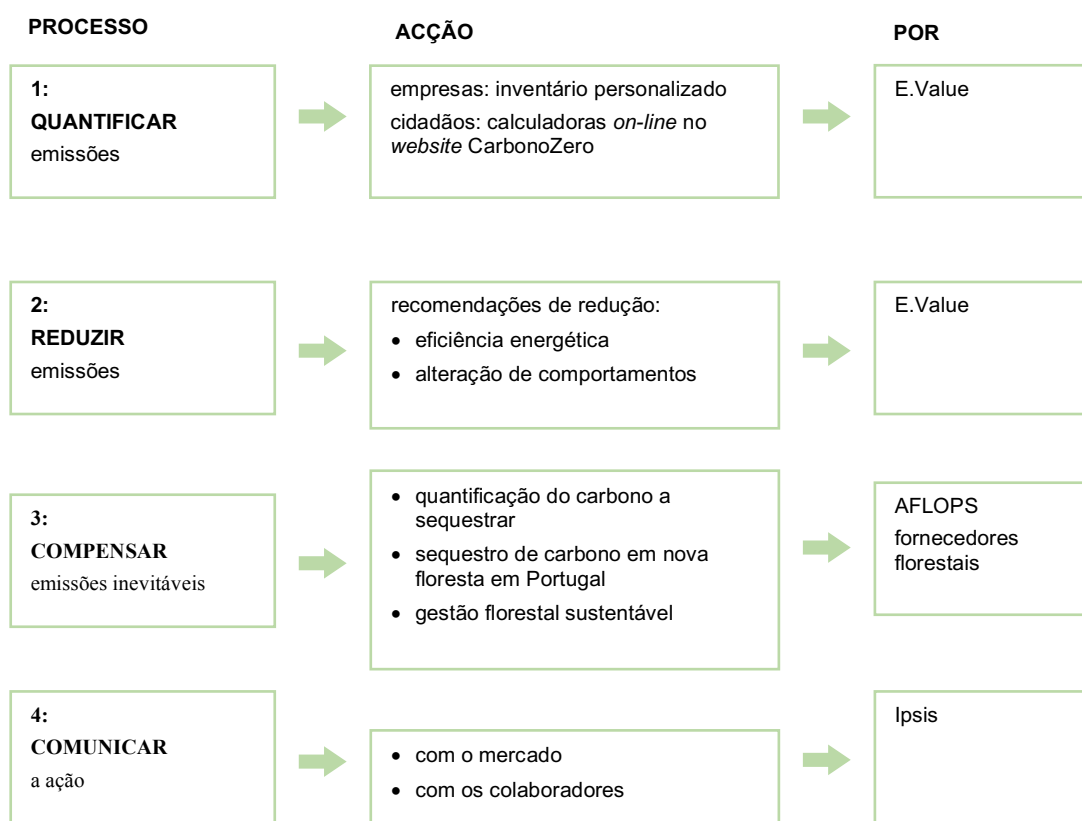 PROCESSO
ACÇÃO
POR
1:
QUANTIFICAR
emissões
empresas: inventário personalizado
cidadãos: calculadoras on-line no
website CarbonoZero
E.Value
2:
REDUZIR
emissões
recomendações de redução:
• eficiência energética
• alteração de comportamentos
E.Value
3:
COMPENSAR
emissões inevitáveis
• quantificação do carbono a
sequestrar
• sequestro de carbono em nova
floresta em Portugal
• gestão florestal sustentável
AFLOPS
fornecedores
florestais
4:
COMUNICAR
a ação
• com o mercado
• com os colaboradores
Ipsis